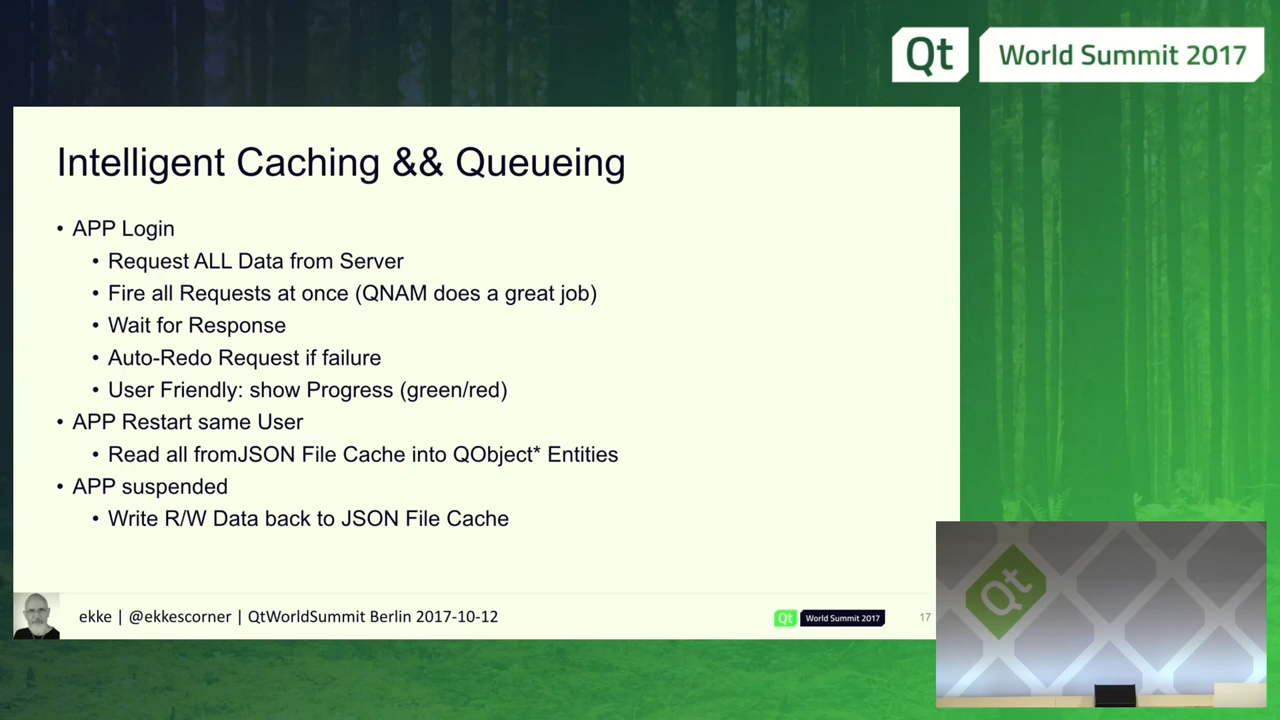 Qt World Summit 2017
Intelligent Caching && Queueing
• APP Login
• Request ALL Data from Server
• Fire all Requests at once (QNAM does a great job)
• Wait for Response
• Auto-Redo Request if failure
• User Friendly: show Progress (green/red)
• APP Restart same User
• Read all fromJSON File Cache into QObject* Entities
• APP suspended
• Write R/W Data back to JSON File Cache
ekke | @ekkescorner | QtWorldSummit Berlin 2017-10-12
Qt World Summit 2017
17
Qt